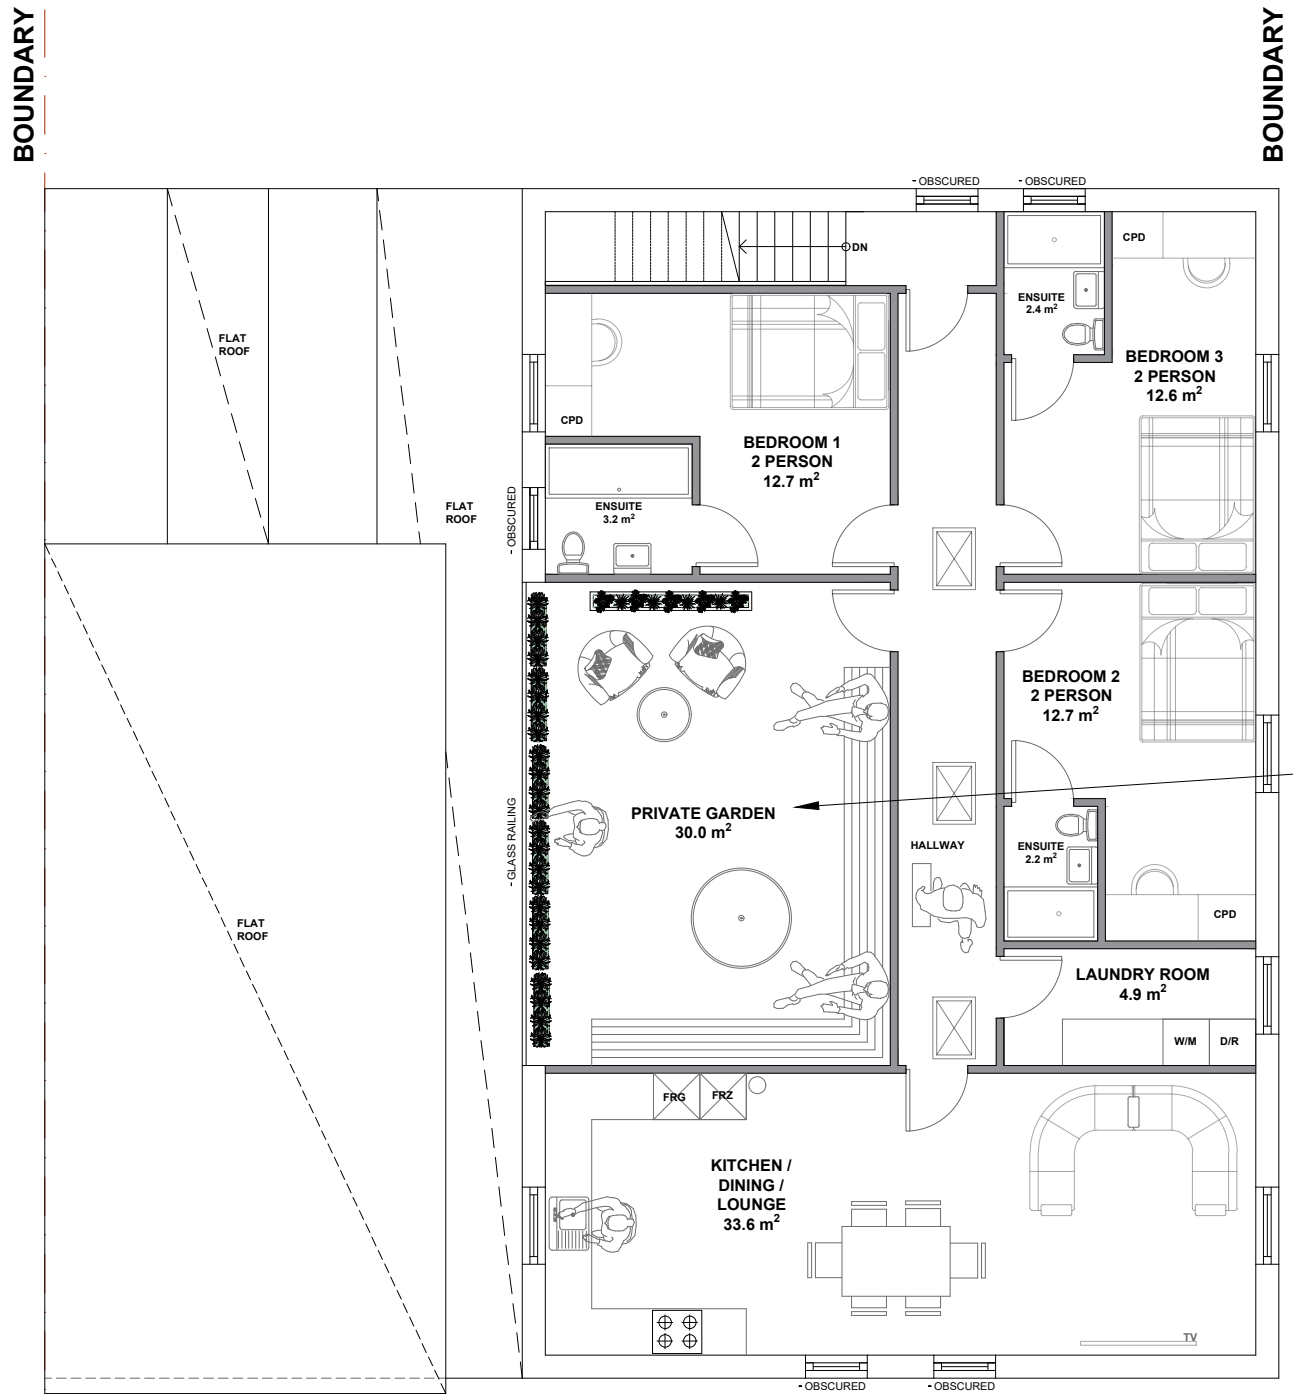 BOUNDARY
BOUNDARY
- OBSCURED
- OBSCURED
DN
CPD
ENSUITE
2.4 m²
FLAT
ROOF
BEDROOM 3
2 PERSON
12.6 m²
CPD
BEDROOM 1
2 PERSON
12.7 m²
ENSUITE
3.2 m²
FLAT
ROOF
- OBSCURED
BEDROOM 2
2 PERSON
12.7 m²
PRIVATE GARDEN
30.0 m²
- GLASS RAILING
HALLWAY
ENSUITE
2.2 m²
CPD
FLAT
ROOF
LAUNDRY ROOM
4.9 m²
W/M
D/R
FRG
FRZ
KITCHEN /
DINING /
LOUNGE
33.6 m²
TV
- OBSCURED
- OBSCURED